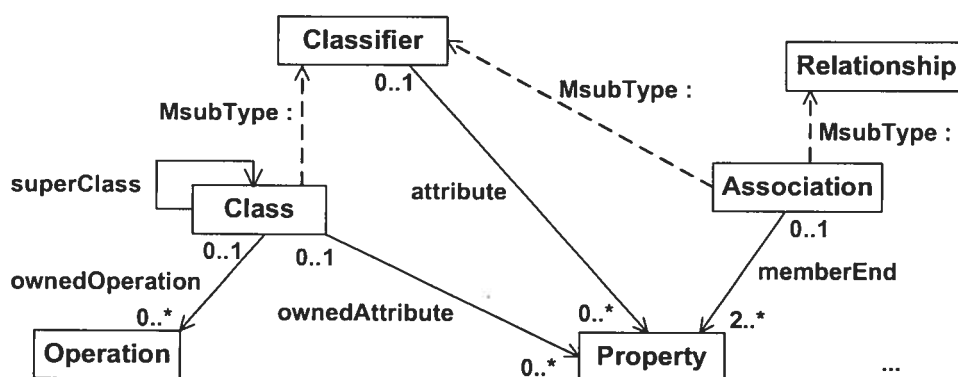 Classifier
Relationship
0..1
MsubType :
MsubType :
MsubType :
superClass
attribute
Association
Class
0..1
0..1
0..1
ownedOperation
memberEnd
ownedAttribute
0..*
0..*
2..*
Operation
0..*
Property
...